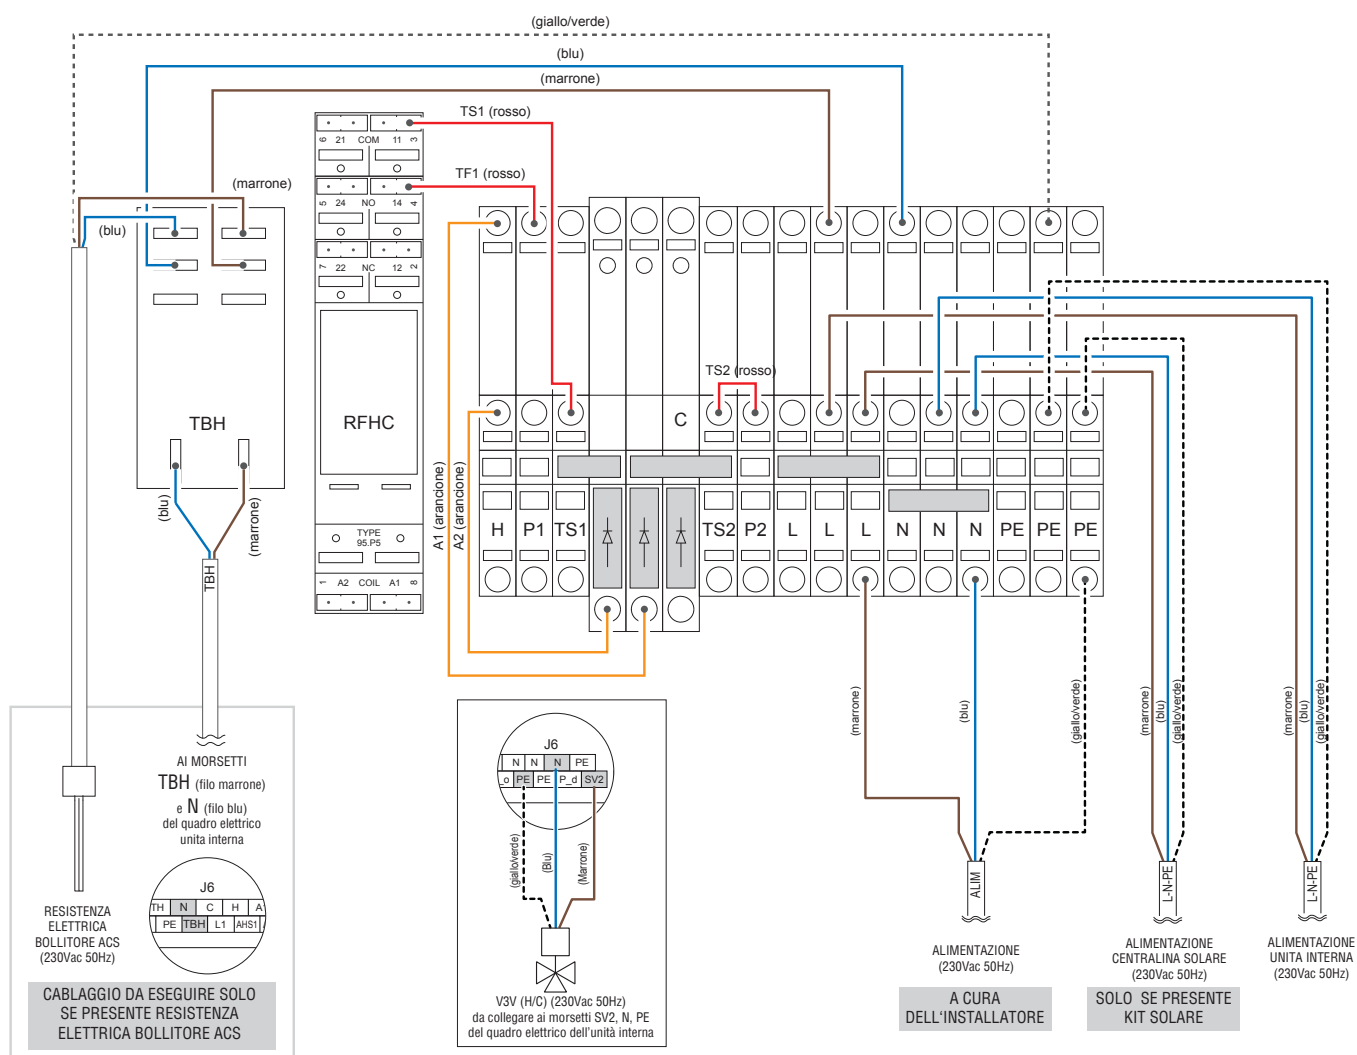 (giallo/verde)
(blu)
(marrone)
TS1 (rosso)
6 21 COM 11 3
TF1 (rosso)
(marrone)
5 24 NO 14 4
(blu)
7 22 NC 12 2
TS2 (rosso)
TBH
RFHC
C
A1 (arancione)
A2 (arancione)
(blu)
(marrone)
H P1 TS1 TS2 P2 L L L N N N PE PE PE
TYPE
95.P5
TBH
1 A2 COIL A1 8
(marrone)
(blu)
(giallo/verde)
(marrone)
(blu)
(giallo/verde)
(marrone)
(blu)
(giallo/verde)
AI MORSETTI
TBH (filo marrone)
e N (filo blu)
del quadro elettrico
unita interna
J6
TH N C H A
PE TBH L1 AHS1
RESISTENZA
ELETTRICA
BOLLITORE ACS
(230Vac 50Hz)
CABLAGGIO DA ESEGUIRE SOLO
SE PRESENTE RESISTENZA
ELETTRICA BOLLITORE ACS
J6
N N N PE
_o PE PE P_d SV2
(giallo/verde)
(Blu)
(Marrone)
V3V (H/C) (230Vac 50Hz)
da collegare ai morsetti SV2, N, PE
del quadro elettrico dell'unità interna
ALIM
L-N-PE
L-N-PE
ALIMENTAZIONE
(230Vac 50Hz)
A CURA
DELL'INSTALLATORE
ALIMENTAZIONE
CENTRALINA SOLARE
(230Vac 50Hz)
SOLO SE PRESENTE
KIT SOLARE
ALIMENTAZIONE
UNITA INTERNA
(230Vac 50Hz)